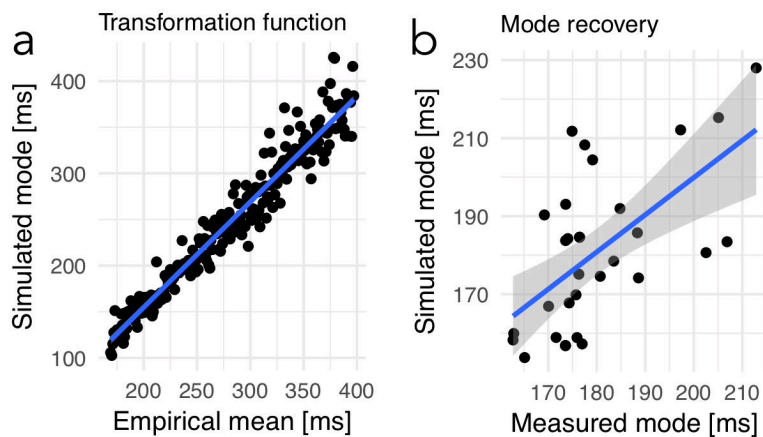 a
Transformation function
Simulated mode [ms]
400
300
200
100
200 250 300 350 400
Empirical mean [ms]
b
Mode recovery
Simulated mode [ms]
230
210
190
170
170 180 190 200 210
Measured mode [ms]